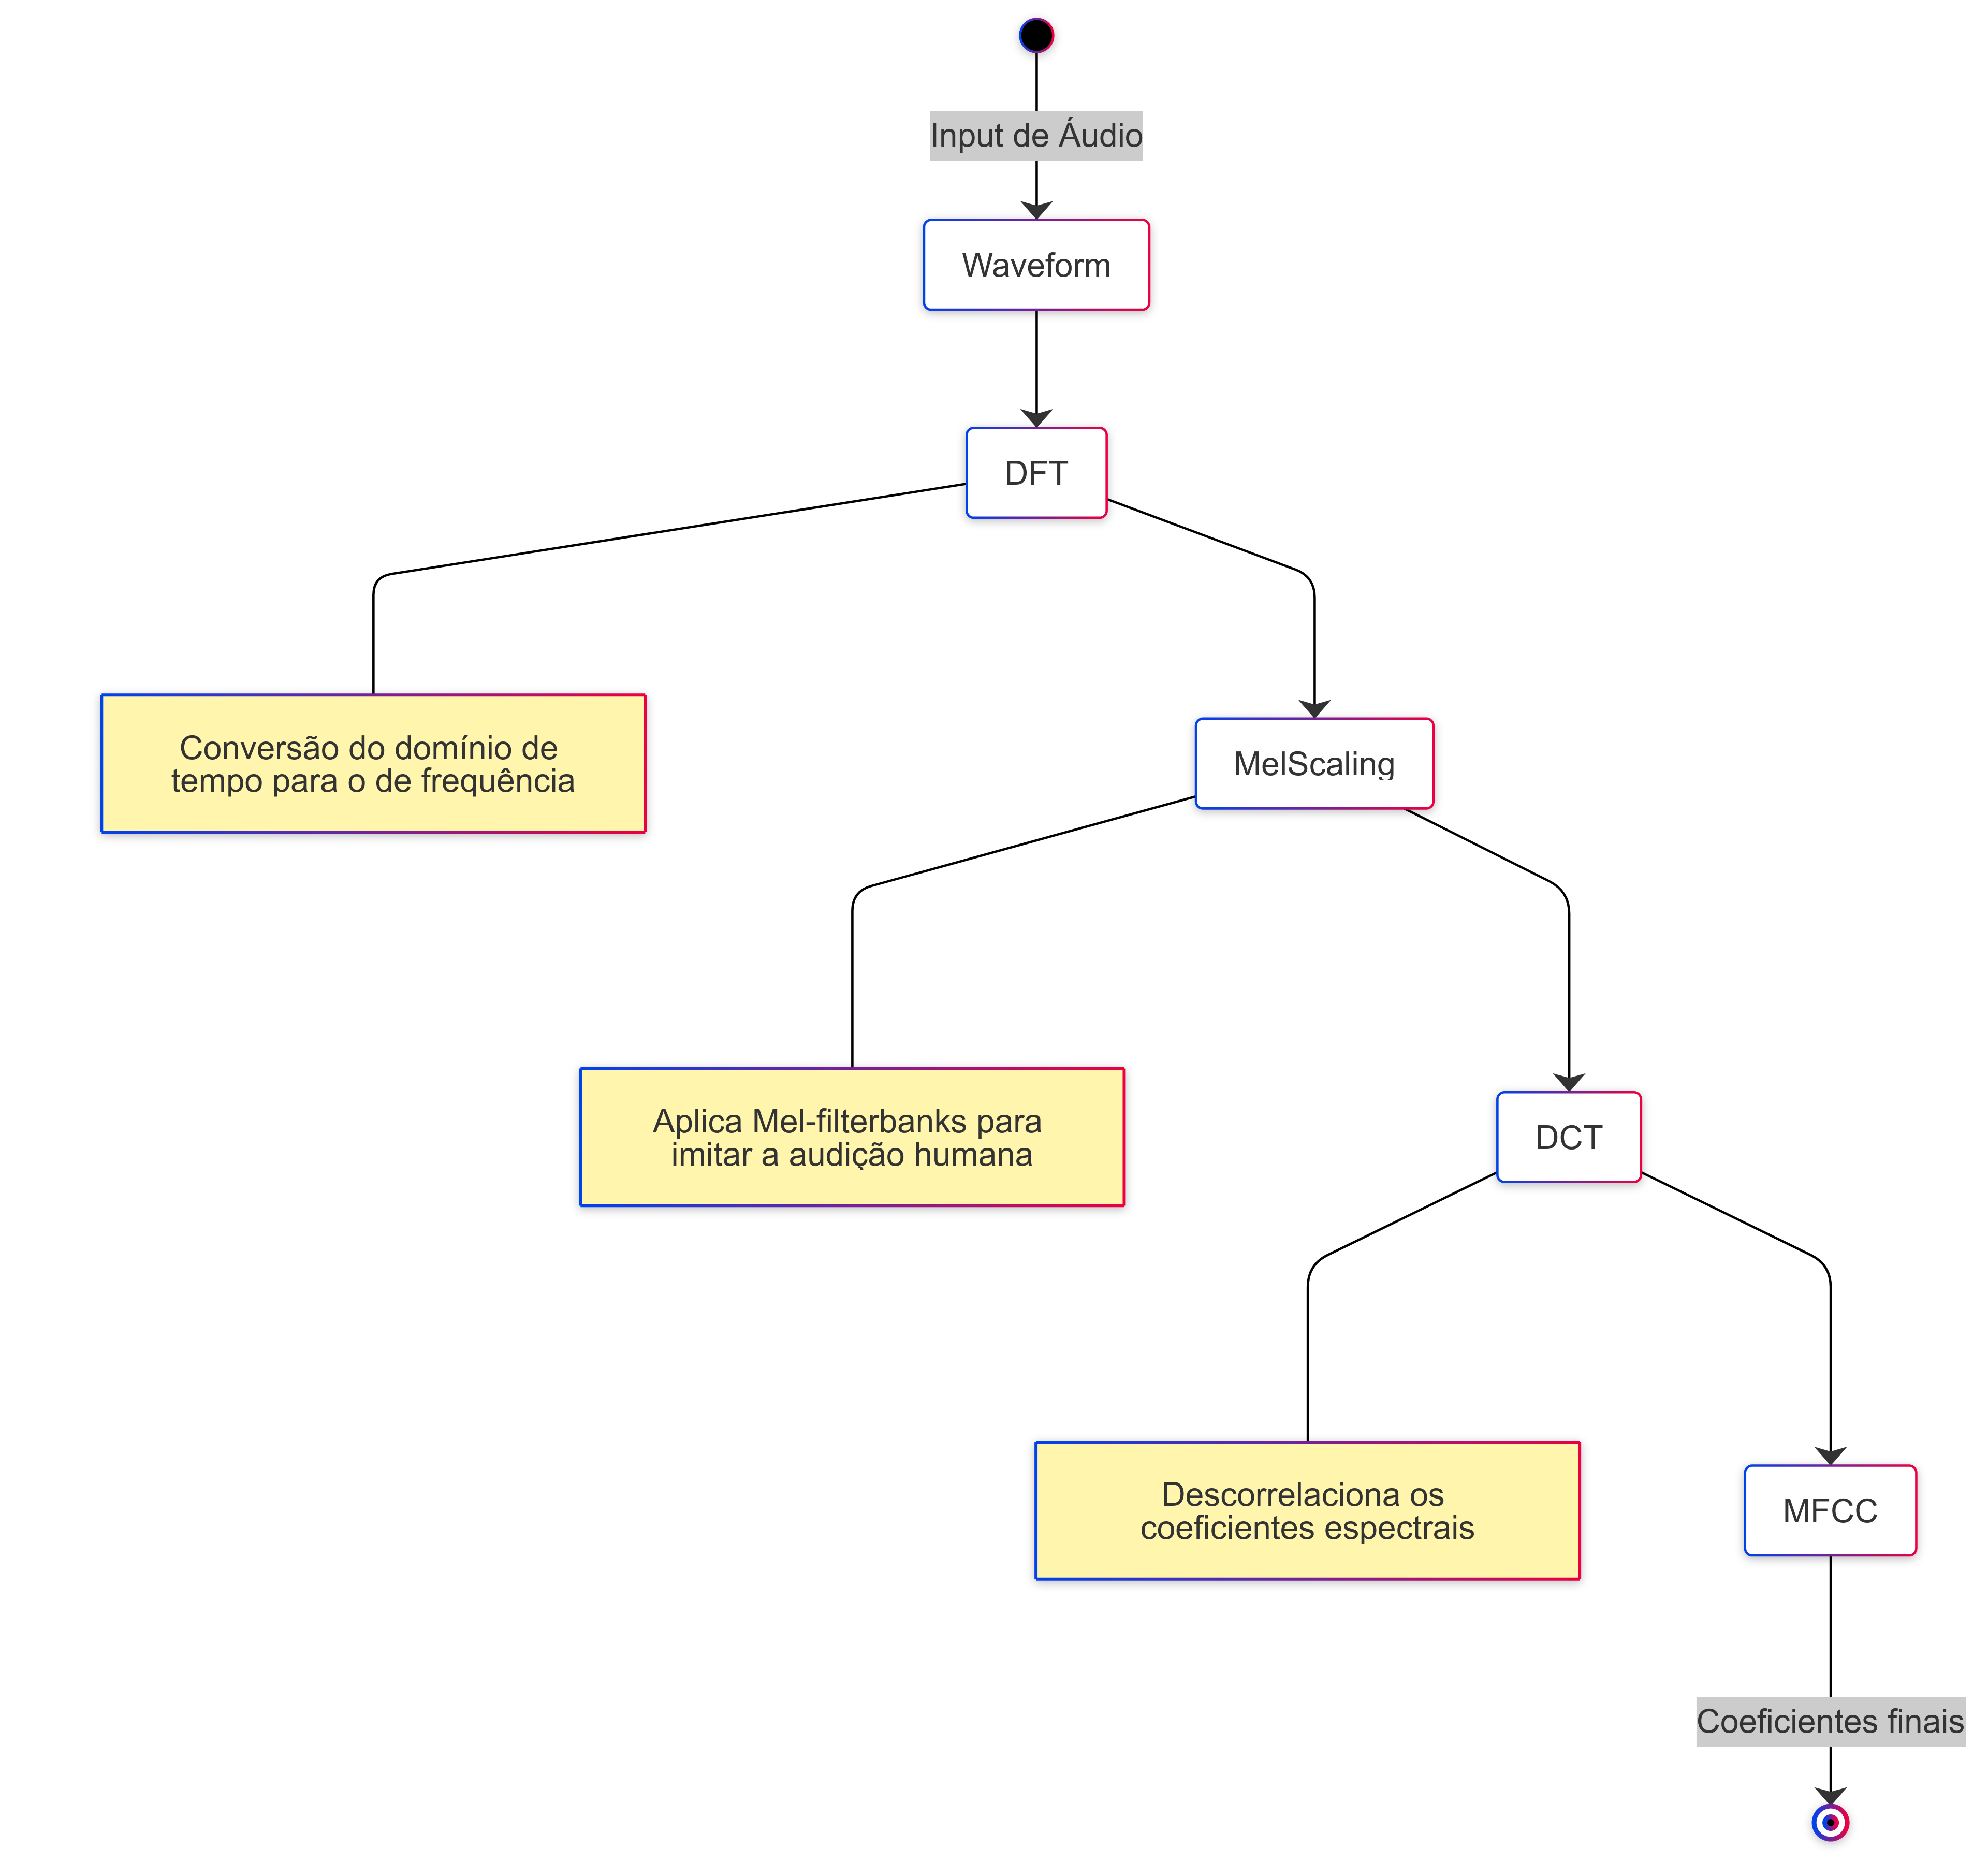 Input de Áudio
Waveform
DFT
Conversão do domínio de
tempo para o de frequência
MelScaling
Aplica Mel-filterbanks para
imitar a audição humana
DCT
Descorrelaciona os
coeficientes espectrais
MFCC
Coeficientes finais